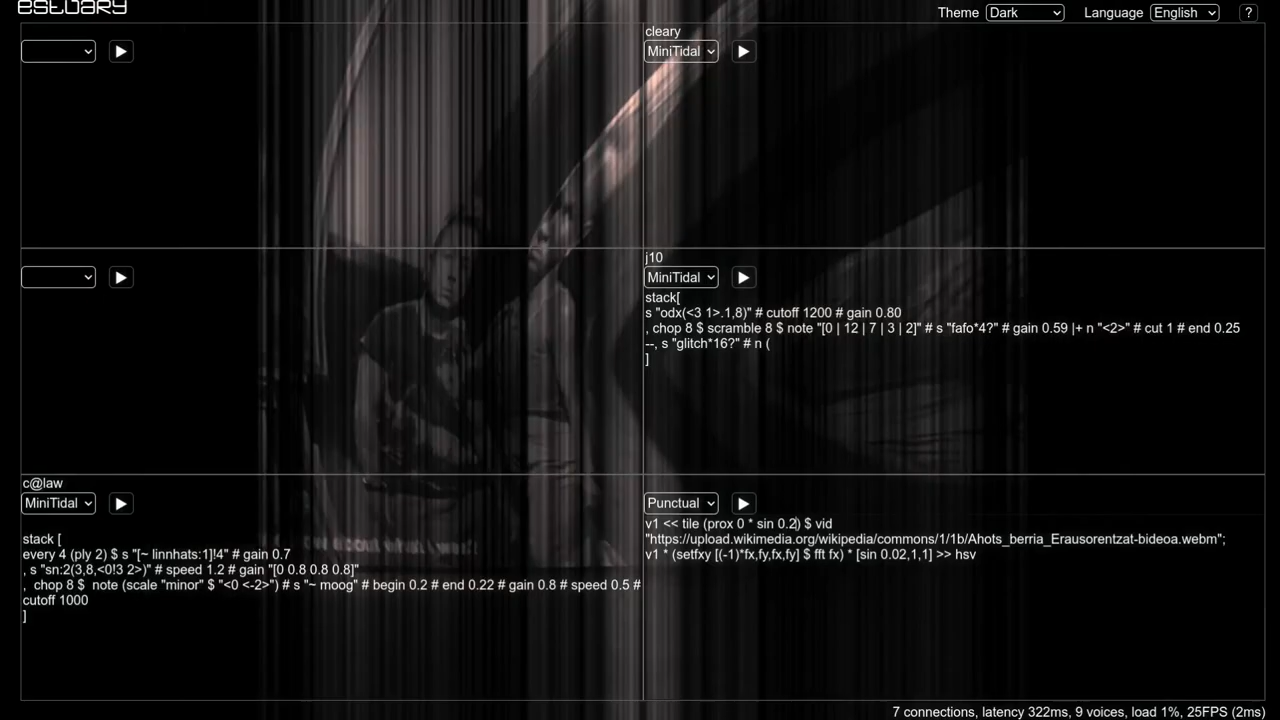 estuary
Theme Dark Language English ?
cleary
MiniTidal
j10
MiniTidal
stack[
s "odx(<3 1>.1,8)" # cutoff 1200 # gain 0.80
, chop 8 $ scramble 8 $ note "[0 | 12 | 7 | 3 | 2]" # s "fafo*4?" # gain 0.59 |+ n "<2>" # cut 1 # end 0.25
--, s "glitch*16?" # n (
]
c@law
MiniTidal
stack [
every 4 (ply 2) $ s "[~ linnhats:1]!4" # gain 0.7
, s "sn:2(3,8,<0!3 2>)" # speed 1.2 # gain "[0 0.8 0.8 0.8]"
, chop 8 $ note (scale "minor" $ "<0 <-2>") # s "~ moog" # begin 0.2 # end 0.22 # gain 0.8 # speed 0.5 #
cutoff 1000
]
Punctual
v1 << tile (prox 0 * sin 0.2) $ vid
"https://upload.wikimedia.org/wikipedia/commons/1/1b/Ahots_berria_Erausorentzat-bideoa.webm";
v1 * (setfxy [(-1)*fx,fy,fx,fy] $ fft fx) * [sin 0.02,1,1] >> hsv
7 connections, latency 322ms, 9 voices, load 1%, 25FPS (2ms)